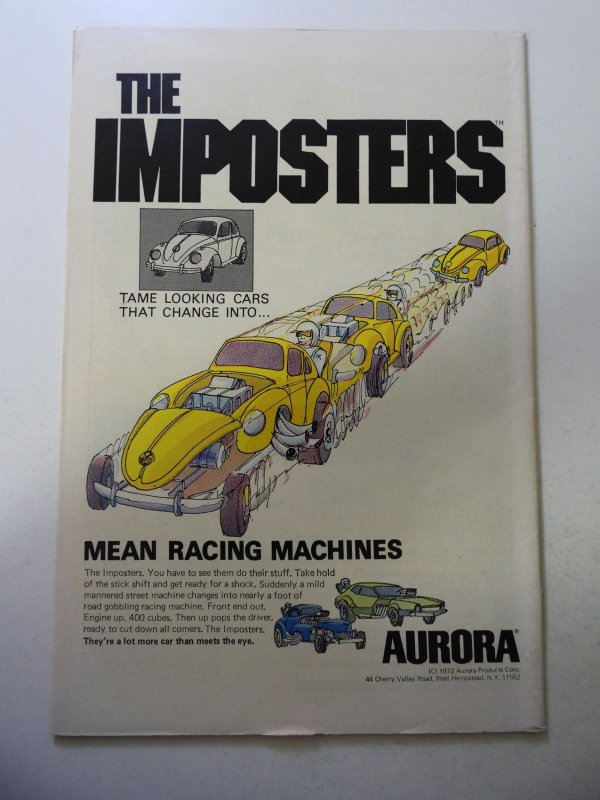 THE
IMPOSTERS™
TAME LOOKING CARS
THAT CHANGE INTO...
MEAN RACING MACHINES
The Imposters. You have to see them do their stuff. Take hold
of the stick shift and get ready for a shock. Suddenly a mild
mannered street machine changes into nearly a foot of
road gobbling racing machine. Front end out.
Engine up. 400 cubes. Then up pops the driver,
ready to cut down all comers. The Imposters.
They're a lot more car than meets the eye.
AURORA®
(C) 1972 Aurora Products Corp.
44 Cherry Valley Road, West Hempstead, N.Y. 11552